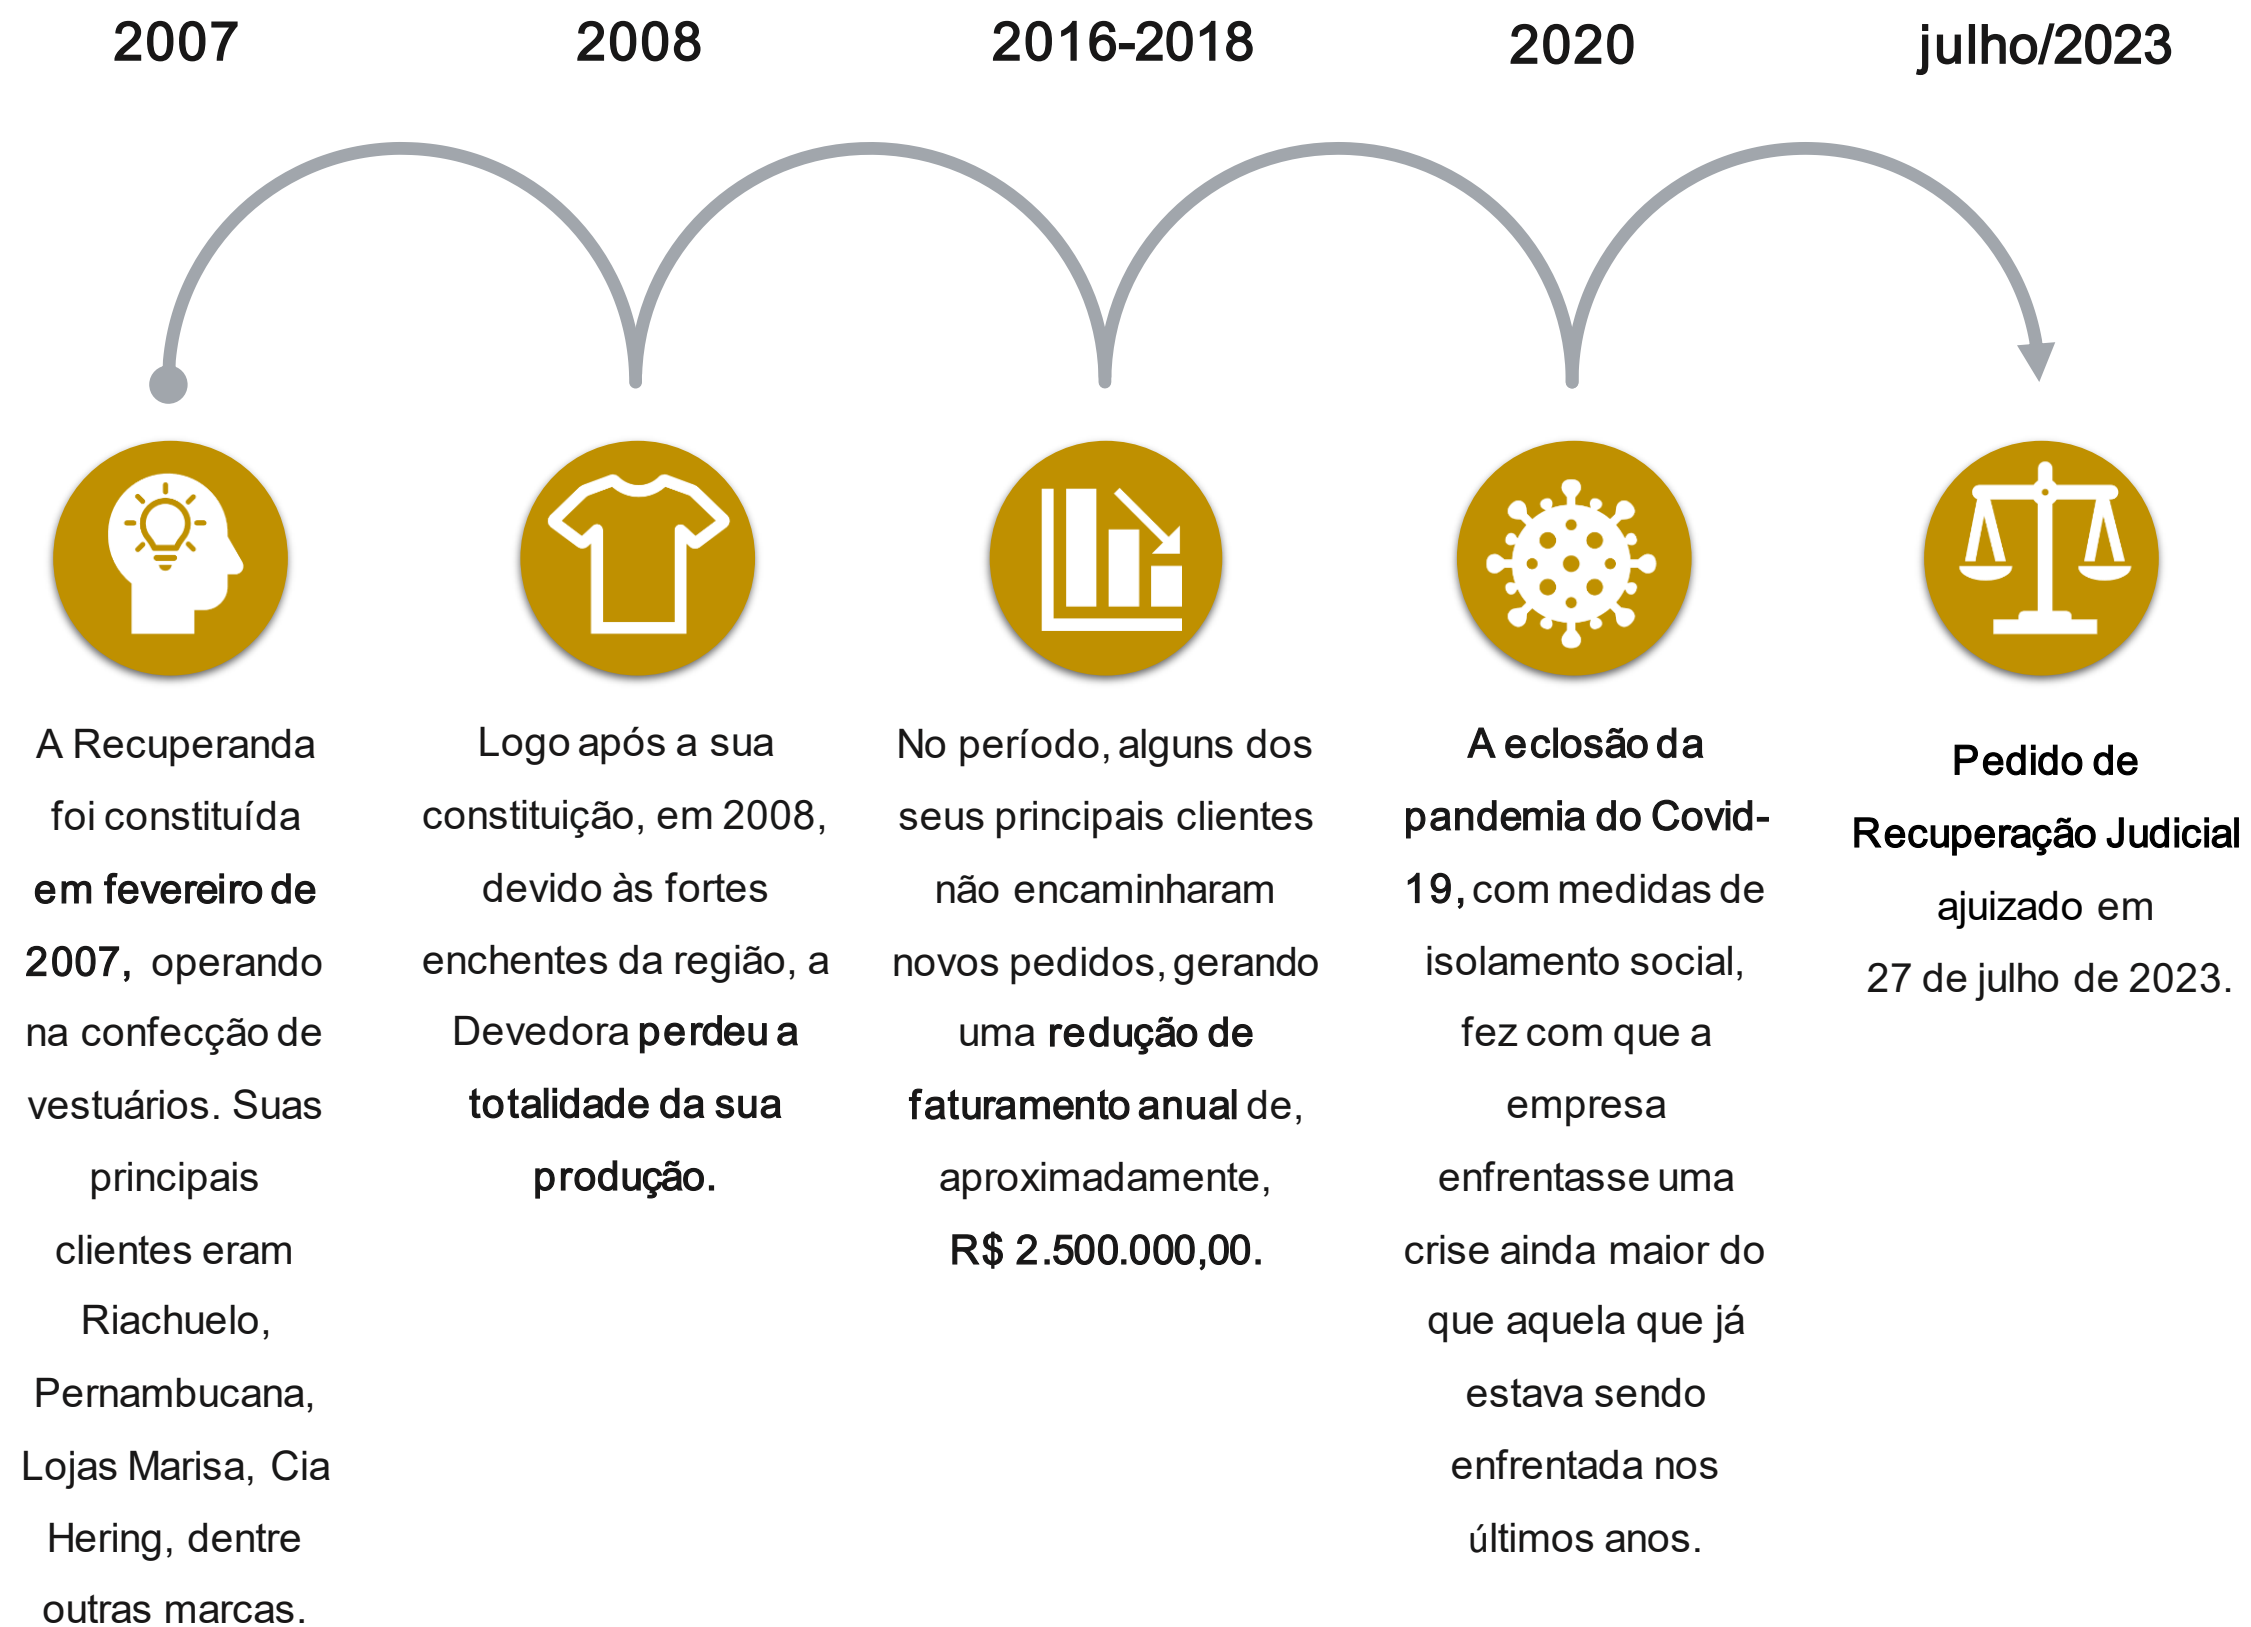 2007
2008
2016-2018
2020
julho/2023
A Recuperanda
foi constituída
em fevereiro de
2007, operando
na confecção de
vestuários. Suas
principais
clientes eram
Riachuelo,
Pernambucana,
Lojas Marisa, Cia
Hering, dentre
outras marcas.
Logo após a sua
constituição, em 2008,
devido às fortes
enchentes da região, a
Devedora perdeu a
totalidade da sua
produção.
No período, alguns dos
seus principais clientes
não encaminharam
novos pedidos, gerando
uma redução de
faturamento anual de,
aproximadamente,
R$ 2.500.000,00.
A eclosão da
pandemia do Covid-
19, com medidas de
isolamento social,
fez com que a
empresa
enfrentasse uma
crise ainda maior do
que aquela que já
estava sendo
enfrentada nos
últimos anos.
Pedido de
Recuperação Judicial
ajuizado em
27 de julho de 2023.